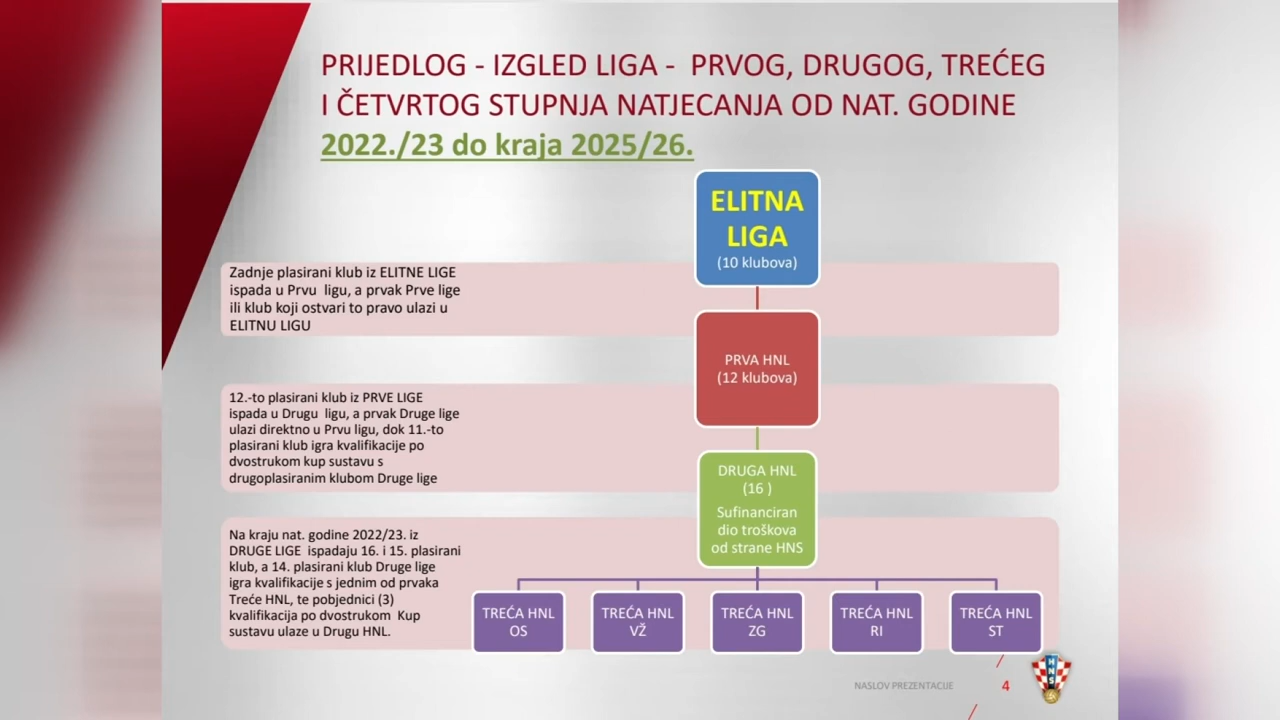 PRIJEDLOG - IZGLED LIGA - PRVOG, DRUGOG, TREĆEG
I ČETVRTOG STUPNJA NATJECANJA OD NAT. GODINE
2022./23 do kraja 2025/26.
ELITNA
LIGA
(10 klubova)
Zadnje plasirani klub iz ELITNE LIGE
ispada u Prvu ligu, a prvak Prve lige
ili klub koji ostvari to pravo ulazi u
ELITNU LIGU
PRVA HNL
(12 klubova)
12.-to plasirani klub iz PRVE LIGE
ispada u Drugu ligu, a prvak Druge lige
ulazi direktno u Prvu ligu, dok 11.-to
plasirani klub igra kvalifikacije po
dvostrukom kup sustavu s
drugoplasiranim klubom Druge lige
DRUGA HNL
(16 )
Sufinanciran
dio troškova
od strane HNS
Na kraju nat. godine 2022/23. iz
DRUGE LIGE ispadaju 16. i 15. plasirani
klub, a 14. plasirani klub Druge lige
igra kvalifikacije s jednim od prvaka
Treće HNL, te pobjednici (3)
kvalifikacija po dvostrukom Kup
sustavu ulaze u Drugu HNL.
TREĆA HNL
OS
TREĆA HNL
VŽ
TREĆA HNL
ZG
TREĆA HNL
RI
TREĆA HNL
ST
NASLOV PREZENTACIJE
4
HNS